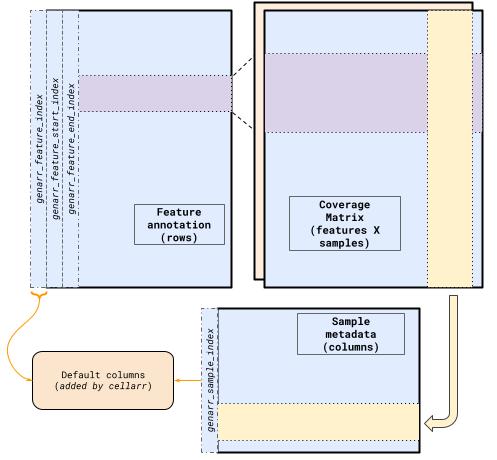 genarr_feature_index
genarr_feature_start_index
genarr_feature_end_index
Feature
annotation
(rows)
Coverage
Matrix
(features X
samples)
Sample
metadata
(columns)
genarr_sample_index
Default columns
(added by cellarr)